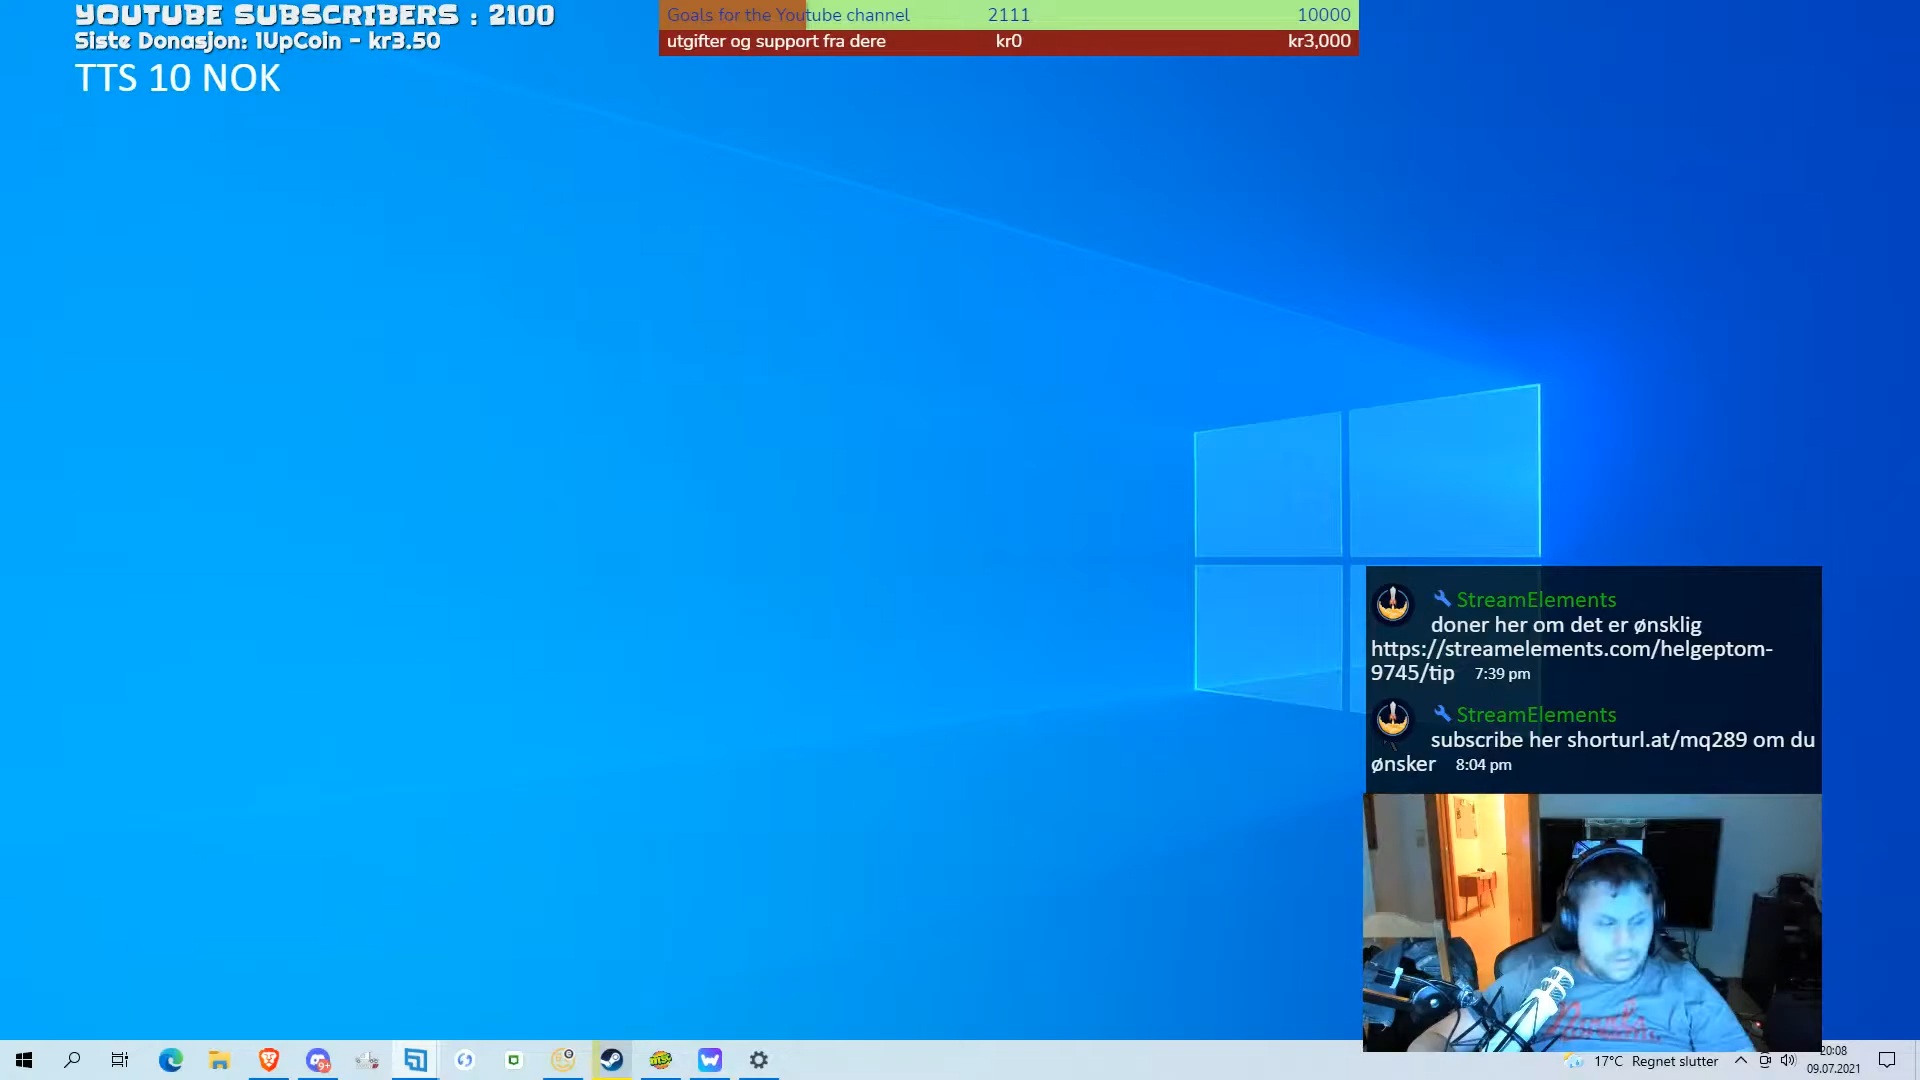 YOUTUBE SUBSCRIBERS : 2100
Siste Donasjon: 1UpCoin - kr3.50
TTS 10 NOK
Goals for the Youtube channel 2111 10000
utgifter og support fra dere kr0 kr3,000
StreamElements
doner her om det er ønsklig
https://streamelements.com/helgeptom-
9745/tip 7:39 pm
StreamElements
subscribe her shorturl.at/mq289 om du
ønsker 8:04 pm
9+
17°C Regnet slutter
20:08
09.07.2021